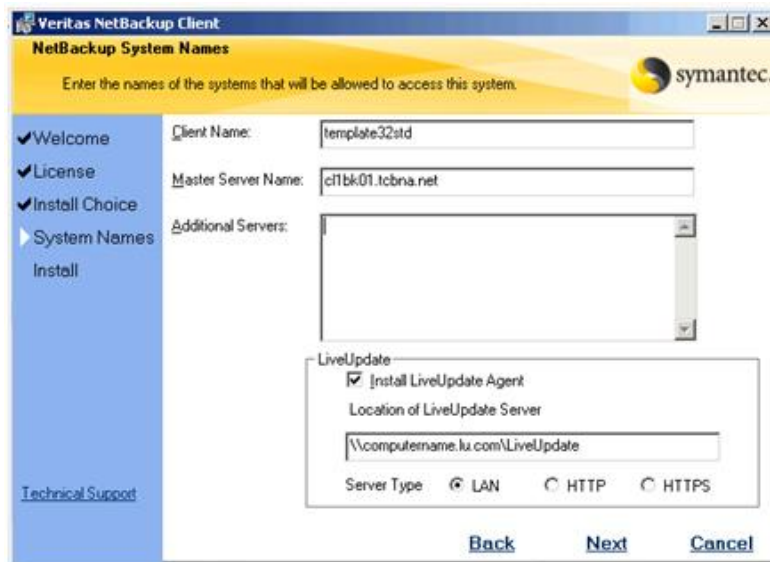 Veritas NetBackup Client
NetBackup System Names
Enter the names of the systems that will be allowed to access this system.
symantec.
Welcome
License
Install Choice
System Names
Install
Technical Support
Client Name:
template32std
Master Server Name:
cl1bk01.tcbna.net
Additional Servers:
LiveUpdate
Install LiveUpdate Agent
Location of LiveUpdate Server
\\computername.lu.com\LiveUpdate
Server Type LAN HTTP HTTPS
Back Next Cancel